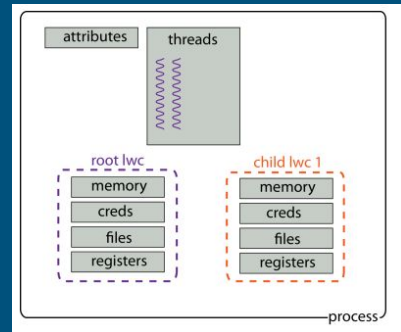 attributes
threads
root lwc
child lwc 1
memory
memory
creds
creds
files
files
registers
registers
process